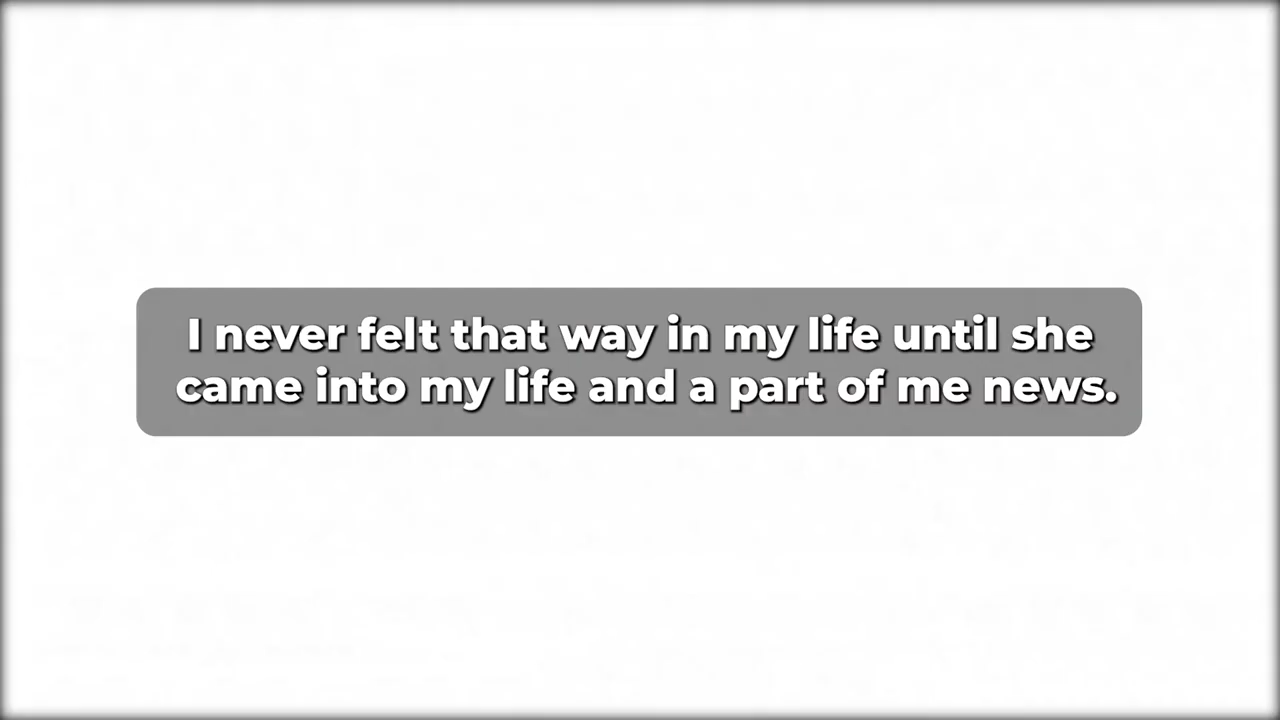 I never felt that way in my life until she
came into my life and a part of me news.